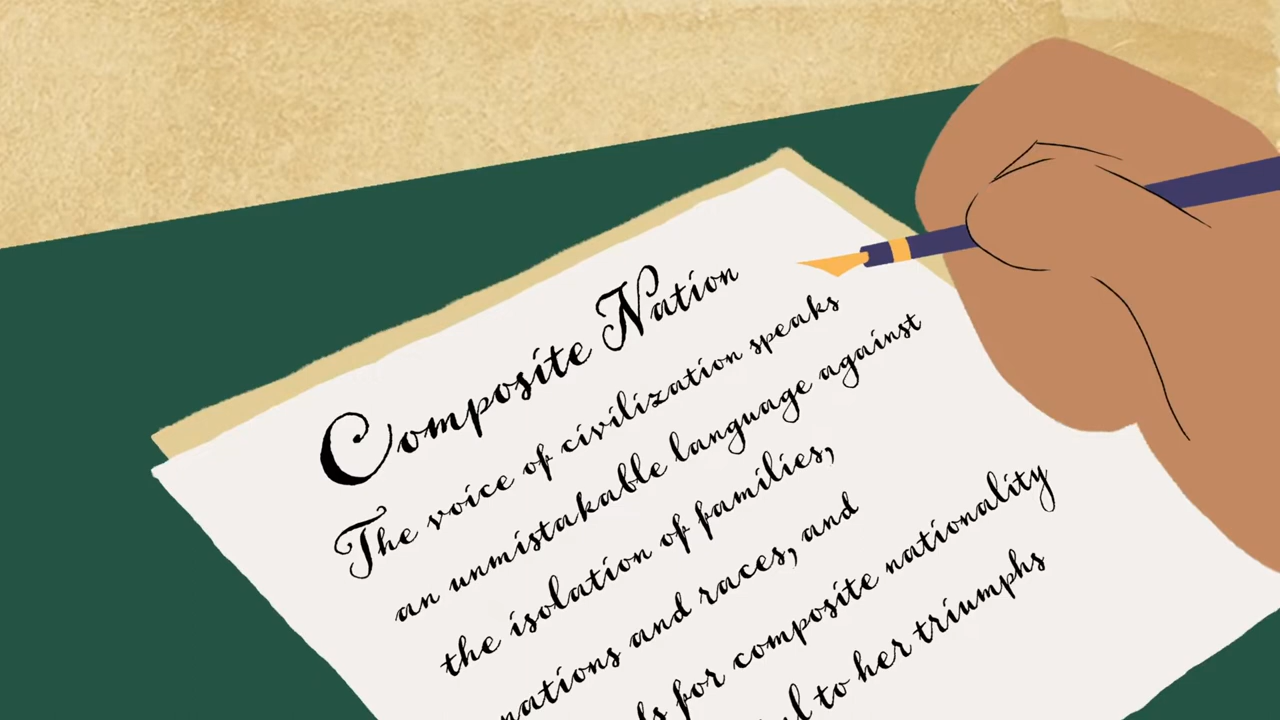 Composite Nation
The voice of civilization speaks
an unmistakable language against
the isolation of families,
nations and races, and
for composite nationality
to her triumphs